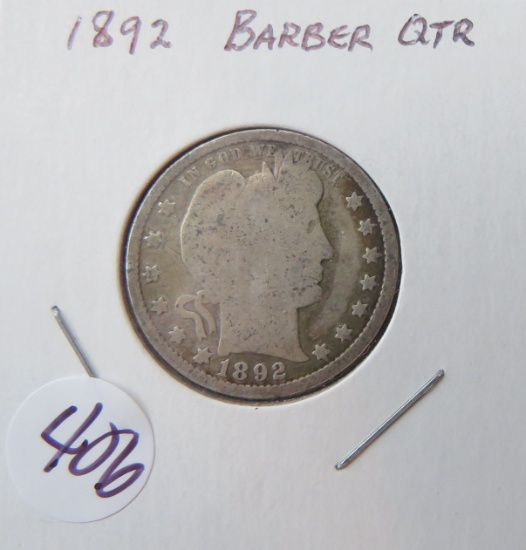 1892 BARBER QTR
IN GOD WE TRUST
1892
406